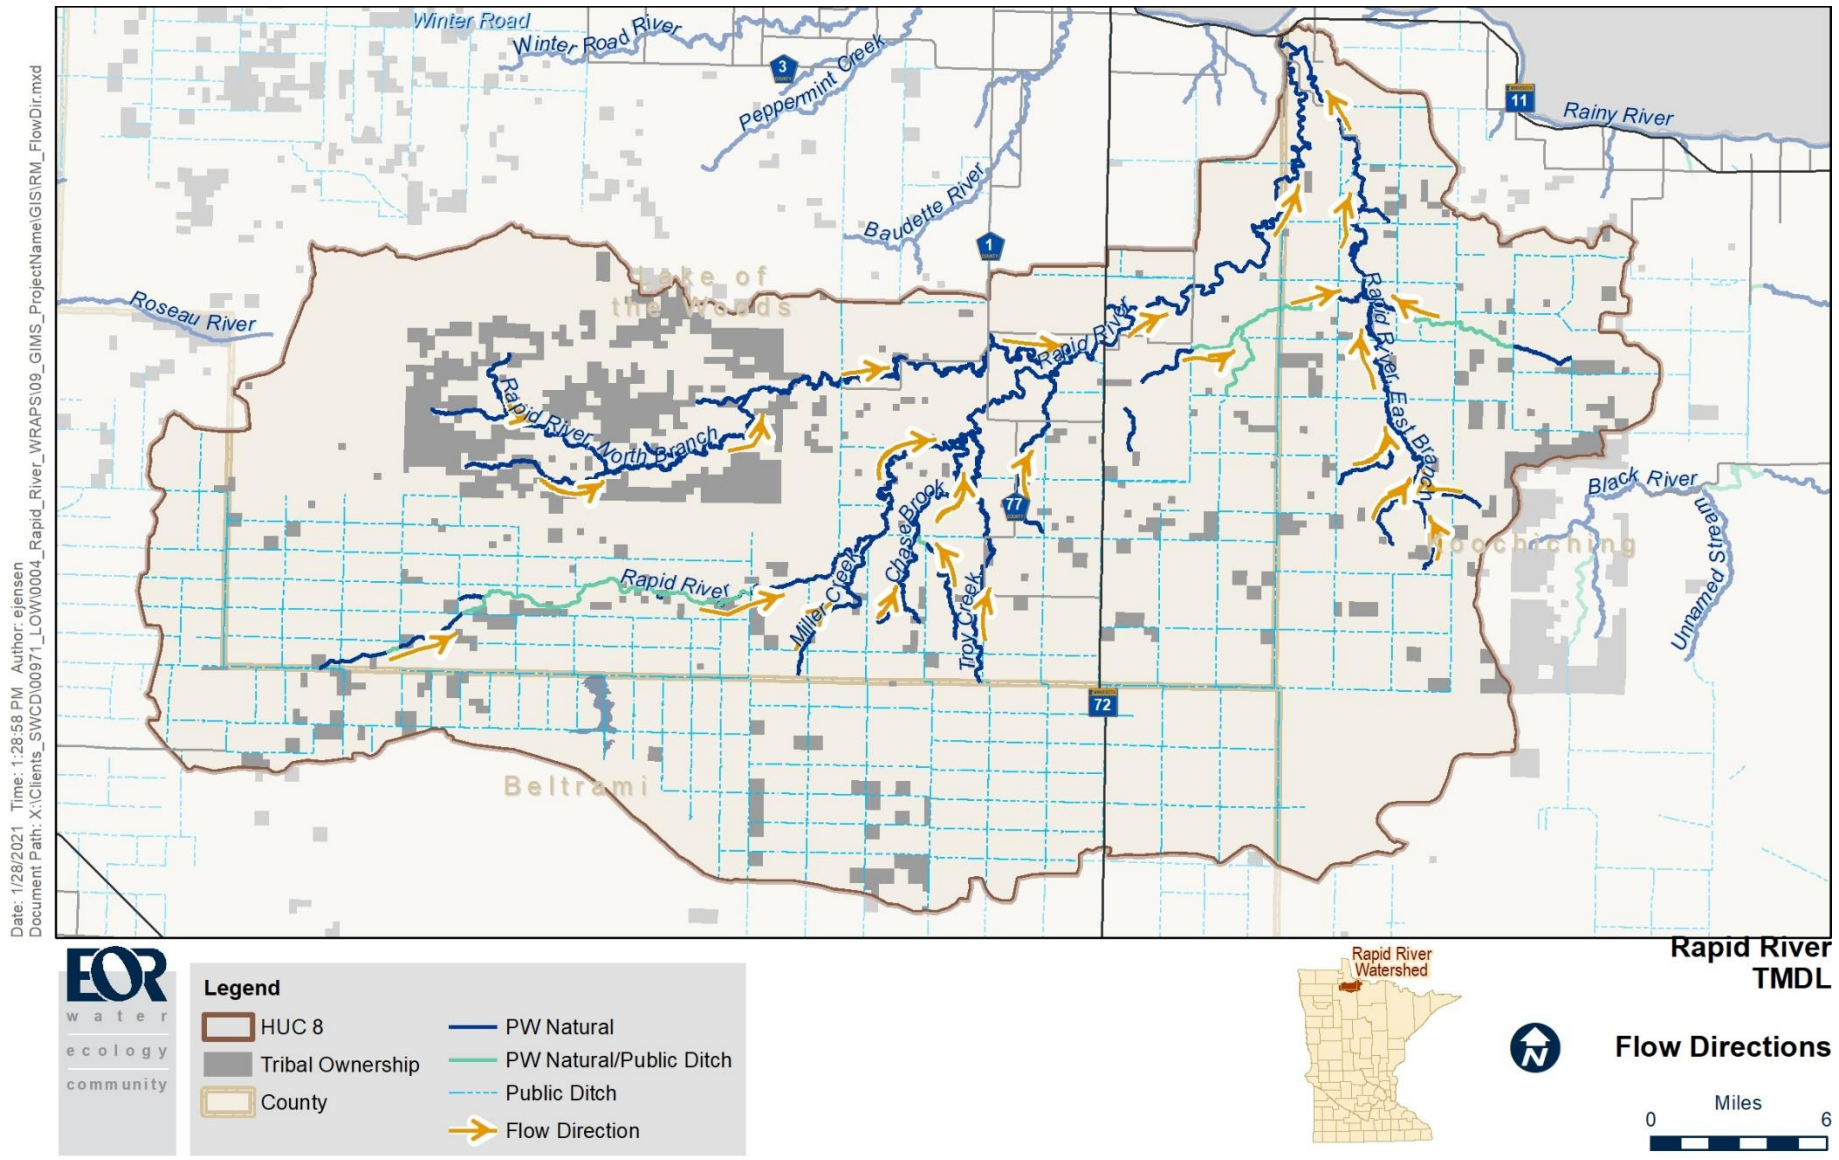 Winter Road
Winter Road River
3
COUNTY
Peppermint Creek
MINNESOTA
11
Rainy River
Baudette River
1
COUNTY
Lake of
the Woods
Roseau River
Rapid River
Rapid River, East Branch
Rapid River, North Branch
Chase Brook
77
COUNTY
Black River
Unnamed Stream
Koochiching
Rapid River
Miller Creek
Troy Creek
MINNESOTA
72
Beltrami
Date: 1/28/2021 Time: 1:28:58 PM Author: ejensen
Document Path: X:\Clients_SWCD\00971_LOW\0004_Rapid_River_WRAPS\09_GIMS_ProjectName\GIS\RM_FlowDir.mxd
EOR
water
ecology
community
Legend
HUC 8
Tribal Ownership
County
PW Natural
PW Natural/Public Ditch
Public Ditch
Flow Direction
Rapid River
Watershed
Rapid River
TMDL
N
Flow Directions
Miles
0 6